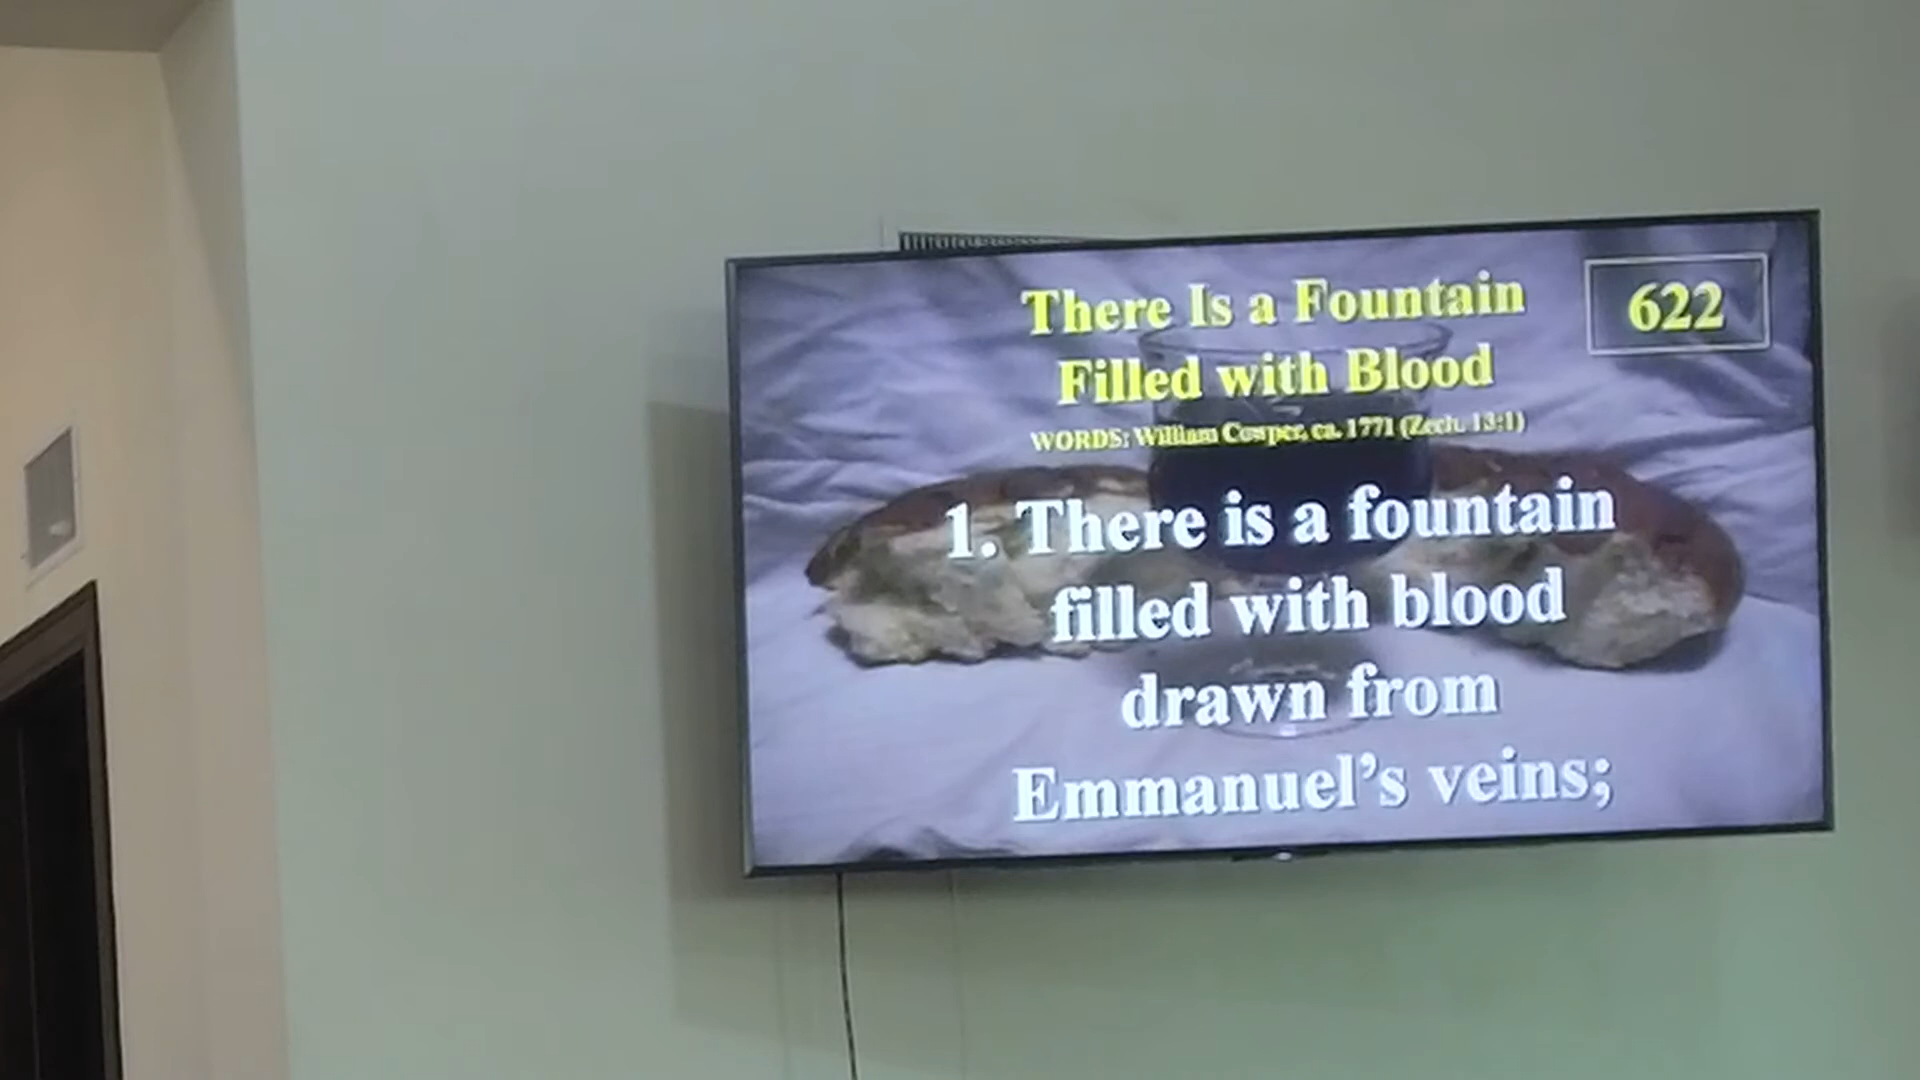 There Is a Fountain
622
Filled with Blood
WORDS: William Cowper, ca. 1771 (Zech. 13:1)
1. There is a fountain
filled with blood
drawn from
Emmanuel's veins;